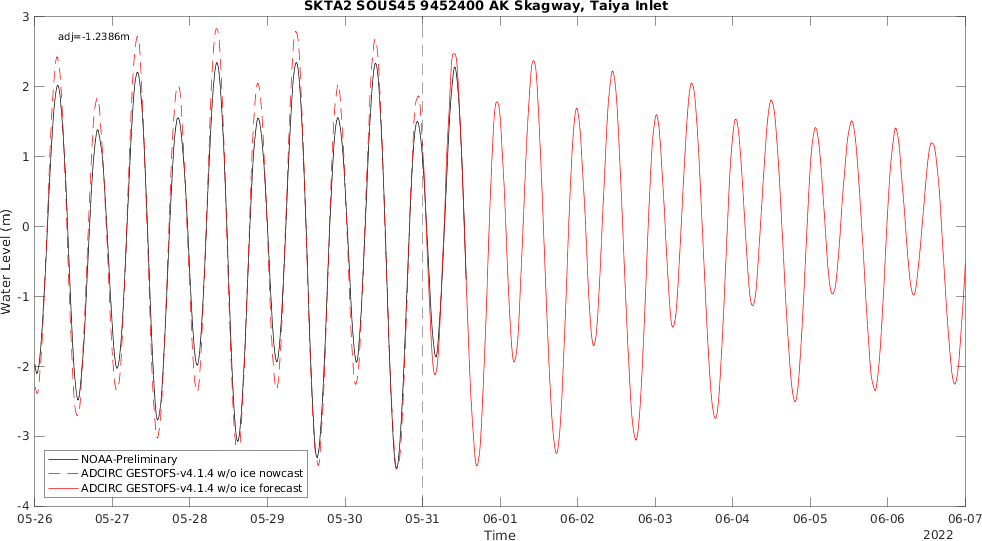 SKTA2 SOUS45 9452400 AK Skagway, Taiya Inlet
adj=-1.2386m
3
2
1
0
-1
-2
-3
-4
Water Level (m)
NOAA-Preliminary
ADCIRC GESTOFS-v4.1.4 w/o ice nowcast
ADCIRC GESTOFS-v4.1.4 w/o ice forecast
05-26 05-27 05-28 05-29 05-30 05-31 06-01 06-02 06-03 06-04 06-05 06-06 06-07
Time
2022